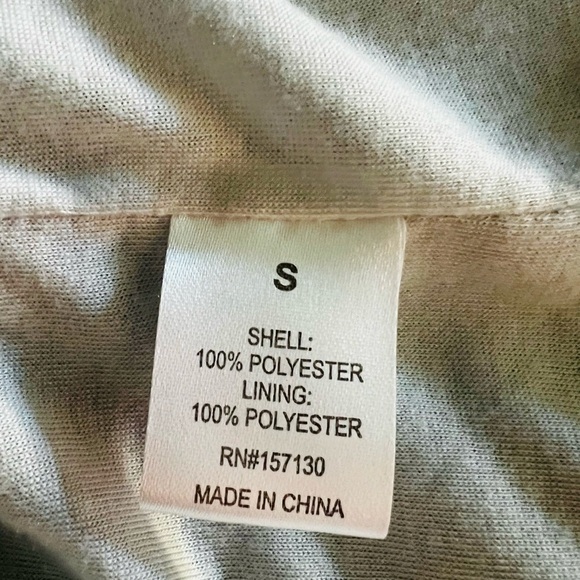 S
SHELL:
100% POLYESTER
LINING:
100% POLYESTER
RN#157130
MADE IN CHINA